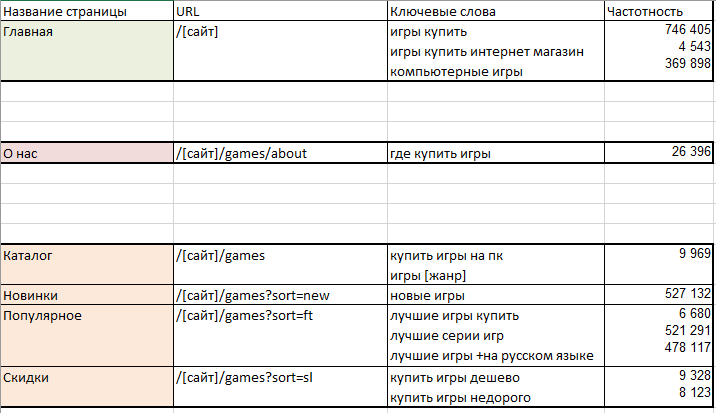 Название страницы URL Ключевые слова Частотность
Главная /[сайт] игры купить 746 405
игры купить интернет магазин 4 543
компьютерные игры 369 898
О нас /[сайт]/games/about где купить игры 26 396
Каталог /[сайт]/games купить игры на пк 9 969
игры [жанр]
Новинки /[сайт]/games?sort=new новые игры 527 132
Популярное /[сайт]/games?sort=ft лучшие игры купить 6 680
лучшие серии игр 521 291
лучшие игры +на русском языке 478 117
Скидки /[сайт]/games?sort=sl купить игры дешево 9 328
купить игры недорого 8 123